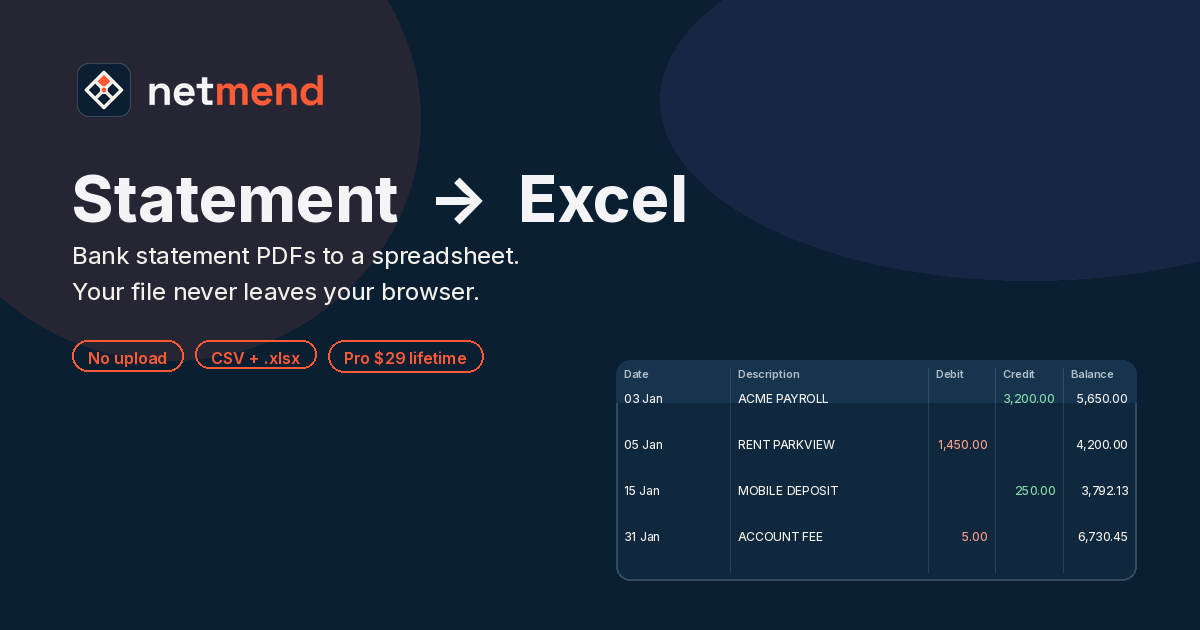 netmend
Statement → Excel
Bank statement PDFs to a spreadsheet.
Your file never leaves your browser.
No upload CSV + .xlsx Pro $29 lifetime
Date Description Debit Credit Balance
03 Jan ACME PAYROLL 3,200.00 5,650.00
05 Jan RENT PARKVIEW 1,450.00 4,200.00
15 Jan MOBILE DEPOSIT 250.00 3,792.13
31 Jan ACCOUNT FEE 5.00 6,730.45